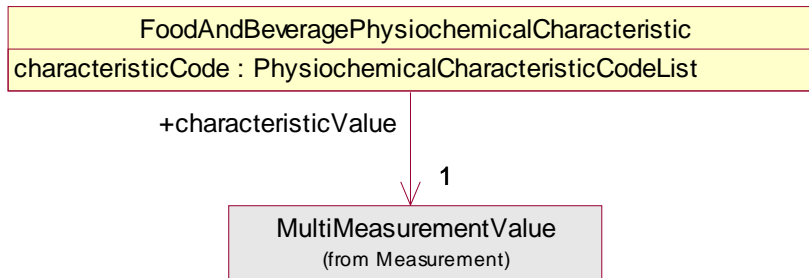 FoodAndBeveragePhysiochemicalCharacteristic
characteristicCode : PhysiochemicalCharacteristicCodeList
+characteristicValue
1
MultiMeasurementValue
(from Measurement)